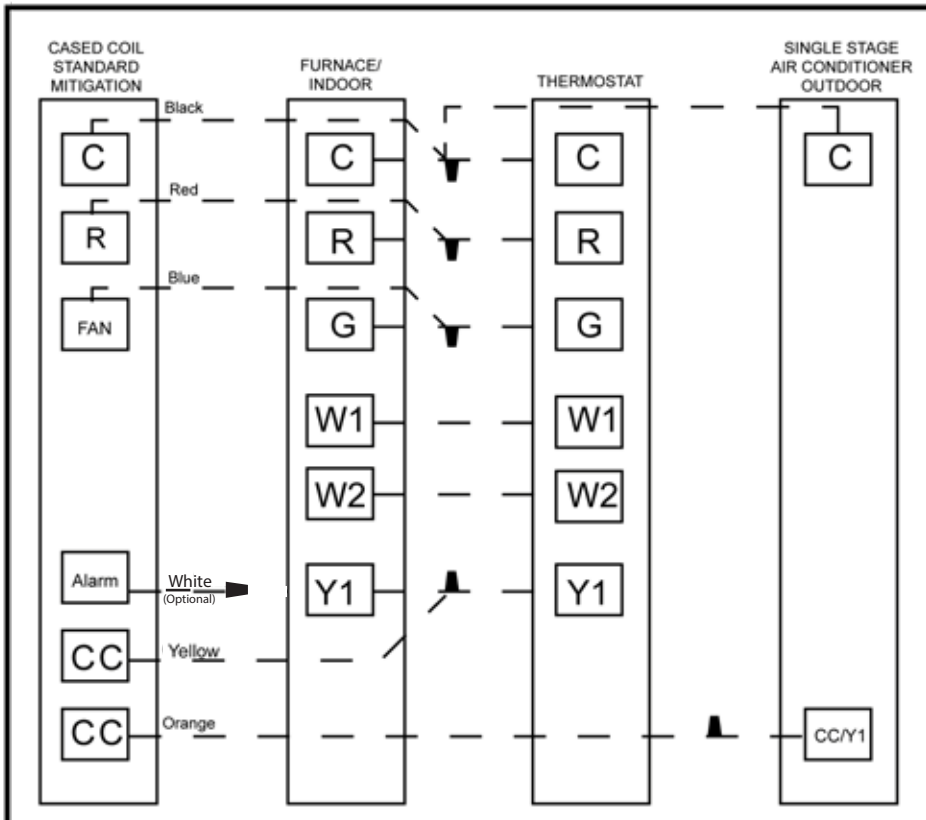 CASED COIL
STANDARD
MITIGATION
FURNACE/
INDOOR
THERMOSTAT
SINGLE STAGE
AIR CONDITIONER
OUTDOOR
Black
C
C
C
C
Red
R
R
R
Blue
FAN
G
G
W1
W1
W2
W2
Alarm
White
(Optional)
Y1
Y1
CC
Yellow
CC
Orange
CC/Y1